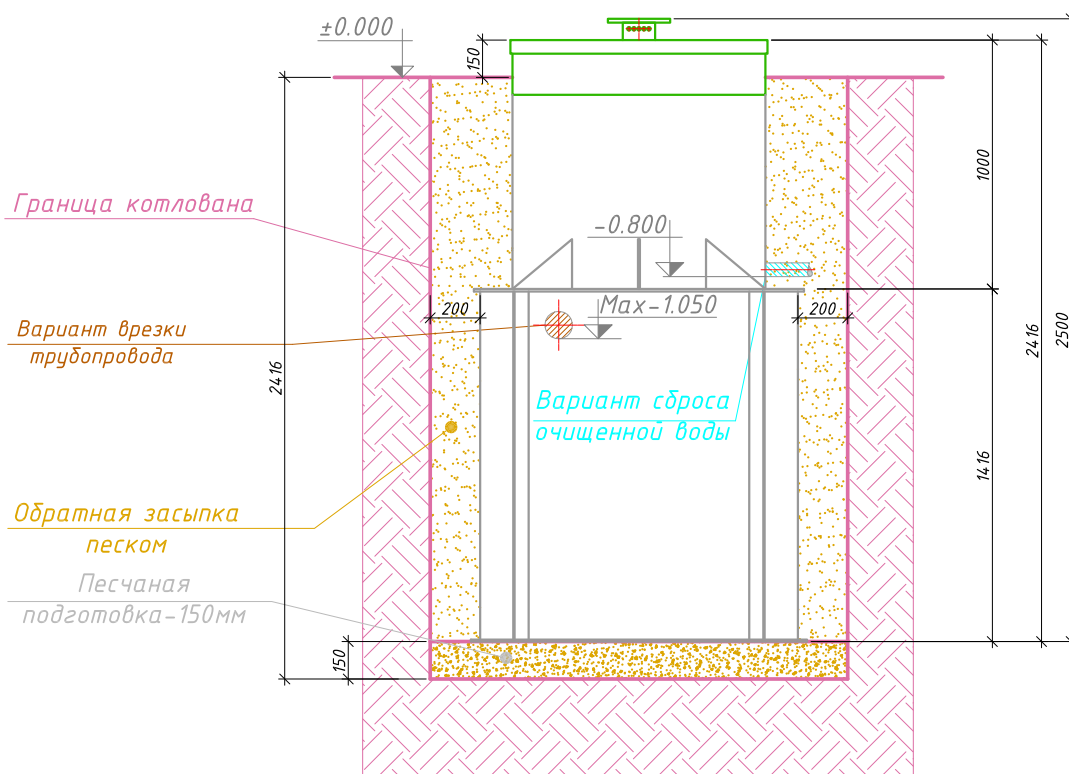 ±0.000
150
Граница котлована
-0.800
1000
200
Max-1.050
200
Вариант врезки
трубопровода
2416
2416
2500
Вариант сброса
очищенной воды
1416
Обратная засыпка
песком
Песчаная
подготовка-150мм
150